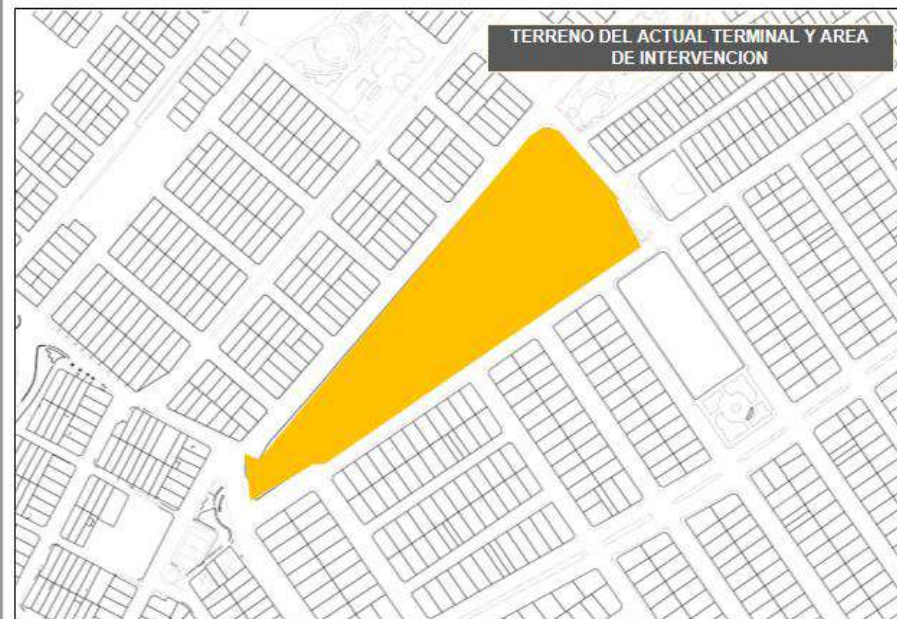 TERRENO DEL ACTUAL TERMINAL Y AREA
DE INTERVENCION